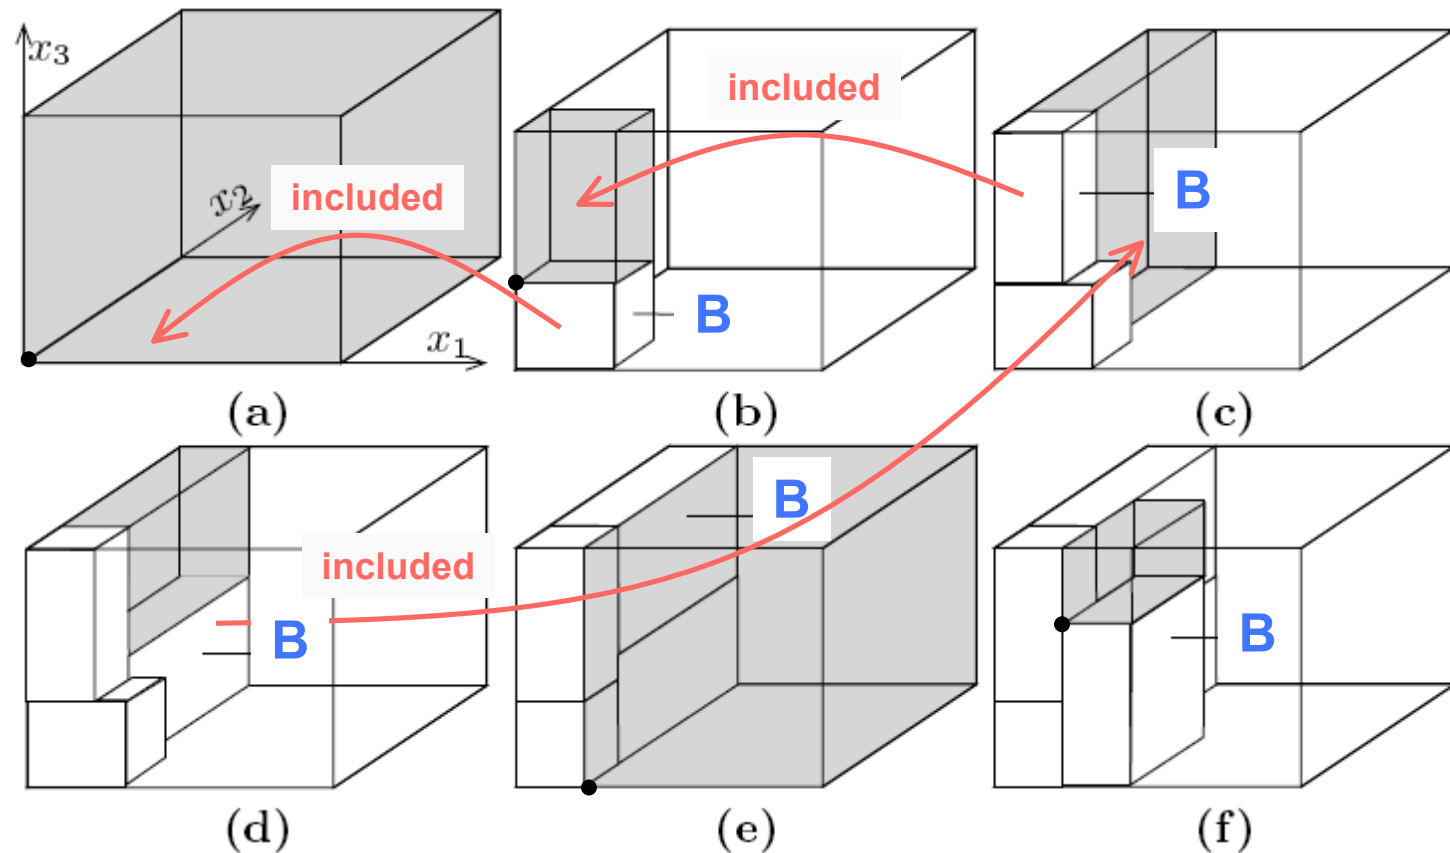 x₃
included
x₂
included
B
B
x₁
(a)
(b)
(c)
B
included
B
B
(d)
(e)
(f)